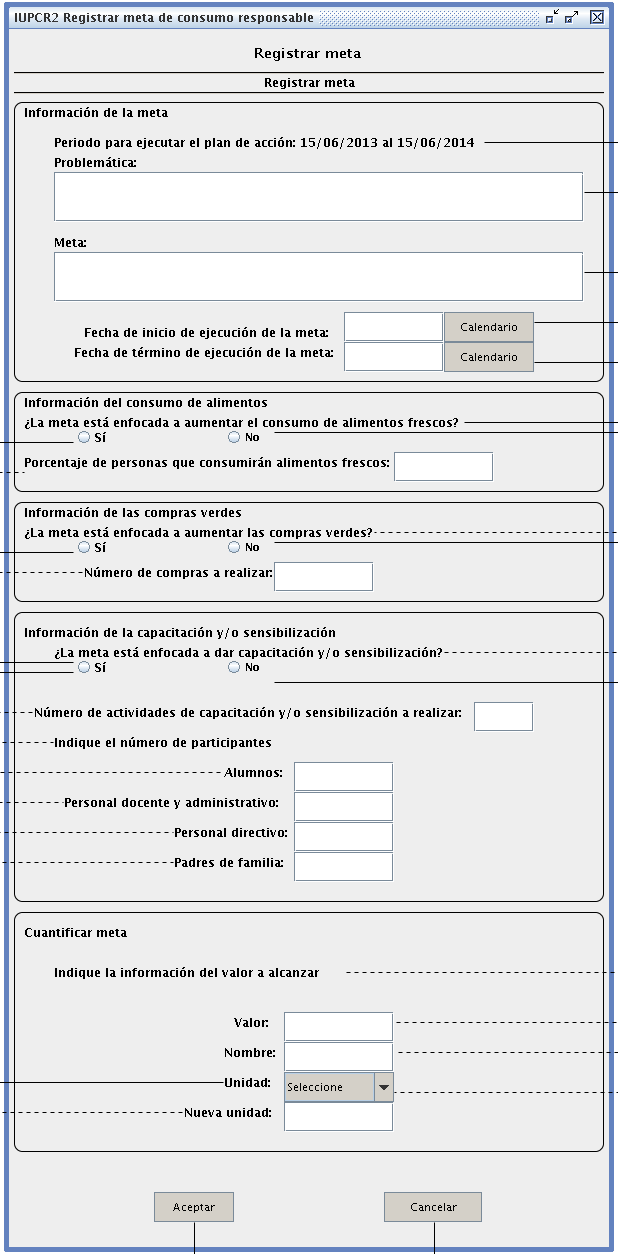 IUPCR2 Registrar meta de consumo responsable
Registrar meta
Registrar meta
Información de la meta
Periodo para ejecutar el plan de acción: 15/06/2013 al 15/06/2014
Problemática:
Meta:
Fecha de inicio de ejecución de la meta:
Calendario
Fecha de término de ejecución de la meta:
Calendario
Información del consumo de alimentos
¿La meta está enfocada a aumentar el consumo de alimentos frescos?
Sí No
Porcentaje de personas que consumirán alimentos frescos:
Información de las compras verdes
¿La meta está enfocada a aumentar las compras verdes?
Sí No
Número de compras a realizar:
Información de la capacitación y/o sensibilización
¿La meta está enfocada a dar capacitación y/o sensibilización?
Sí No
Número de actividades de capacitación y/o sensibilización a realizar:
Indique el número de participantes
Alumnos:
Personal docente y administrativo:
Personal directivo:
Padres de familia:
Cuantificar meta
Indique la información del valor a alcanzar
Valor:
Nombre:
Unidad: Seleccione
Nueva unidad:
Aceptar Cancelar